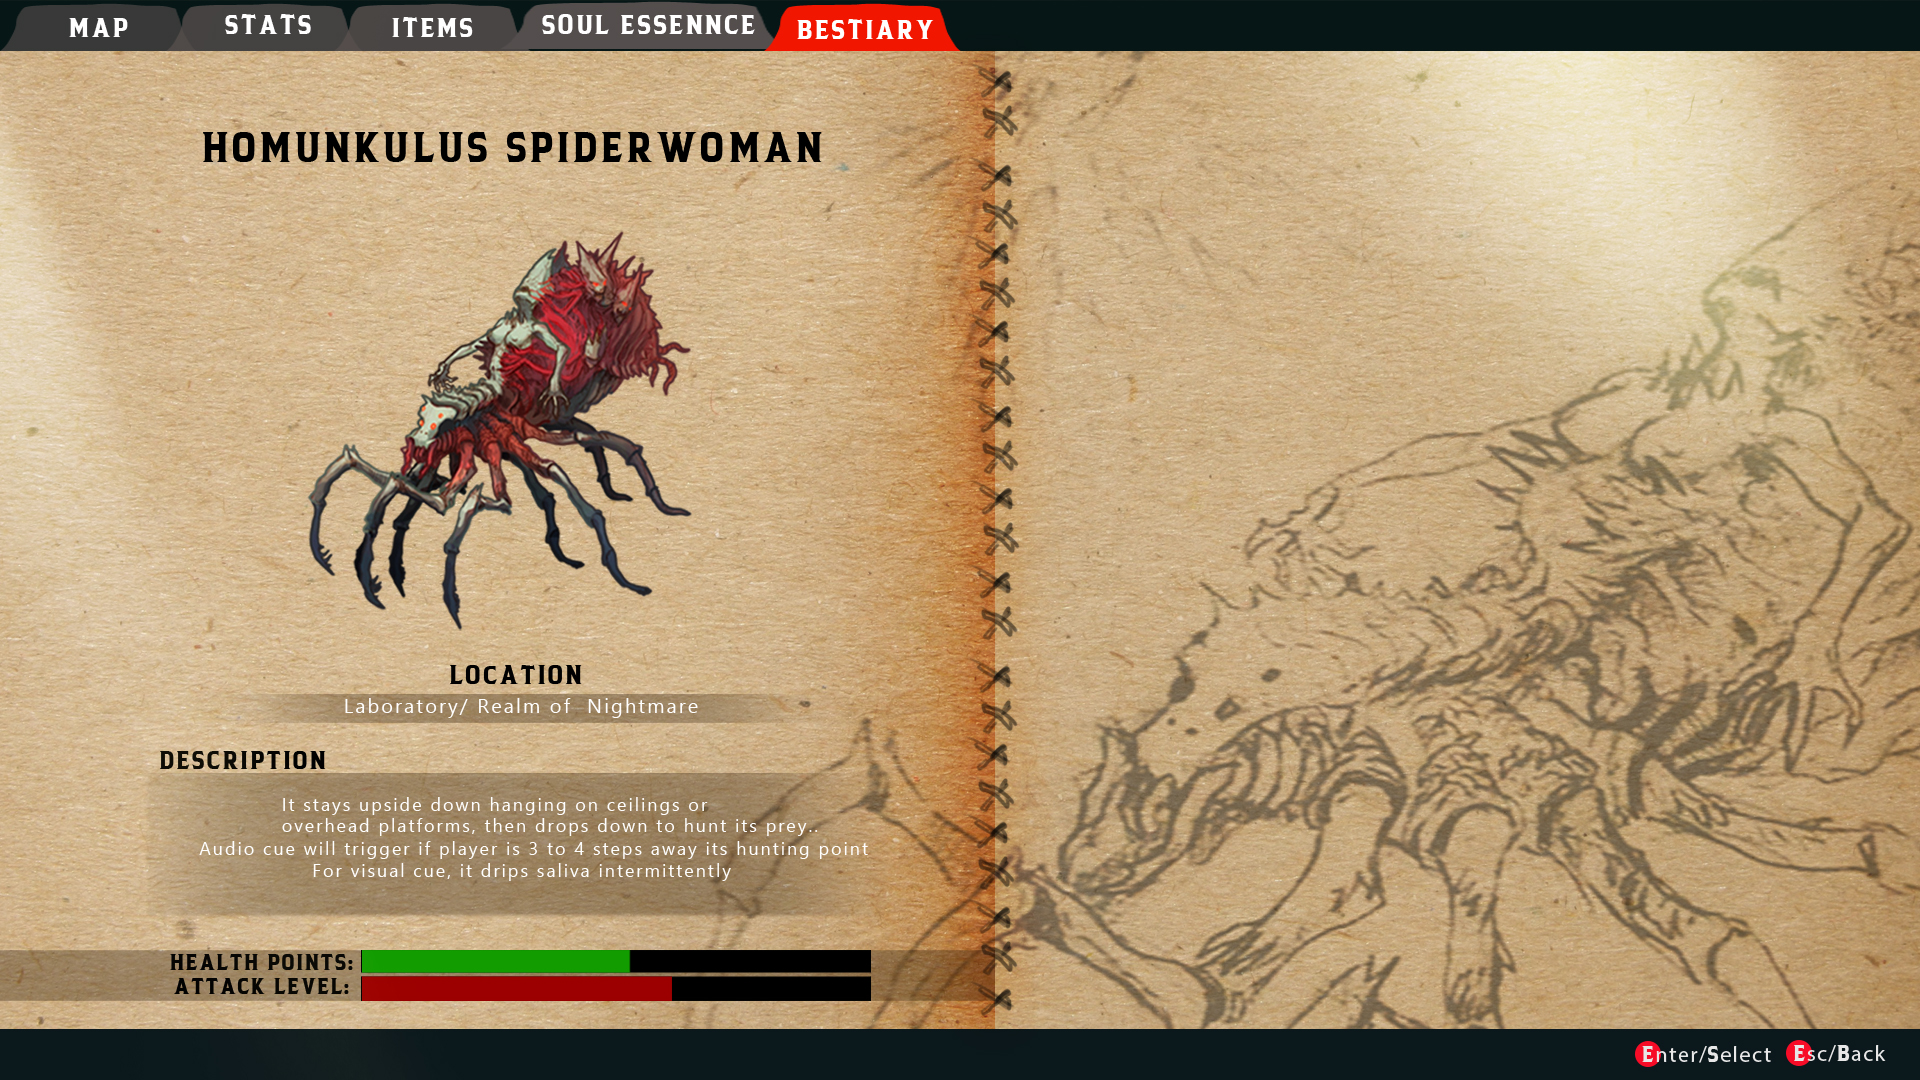 MAP
STATS
ITEMS
SOUL ESSENNCE
BESTIARY
HOMUNKULUS SPIDERWOMAN
LOCATION
Laboratory/ Realm of Nightmare
DESCRIPTION
It stays upside down hanging on ceilings or
overhead platforms, then drops down to hunt its prey..
Audio cue will trigger if player is 3 to 4 steps away its hunting point
For visual cue, it drips saliva intermittently
HEALTH POINTS:
ATTACK LEVEL:
Enter/Select
Esc/Back